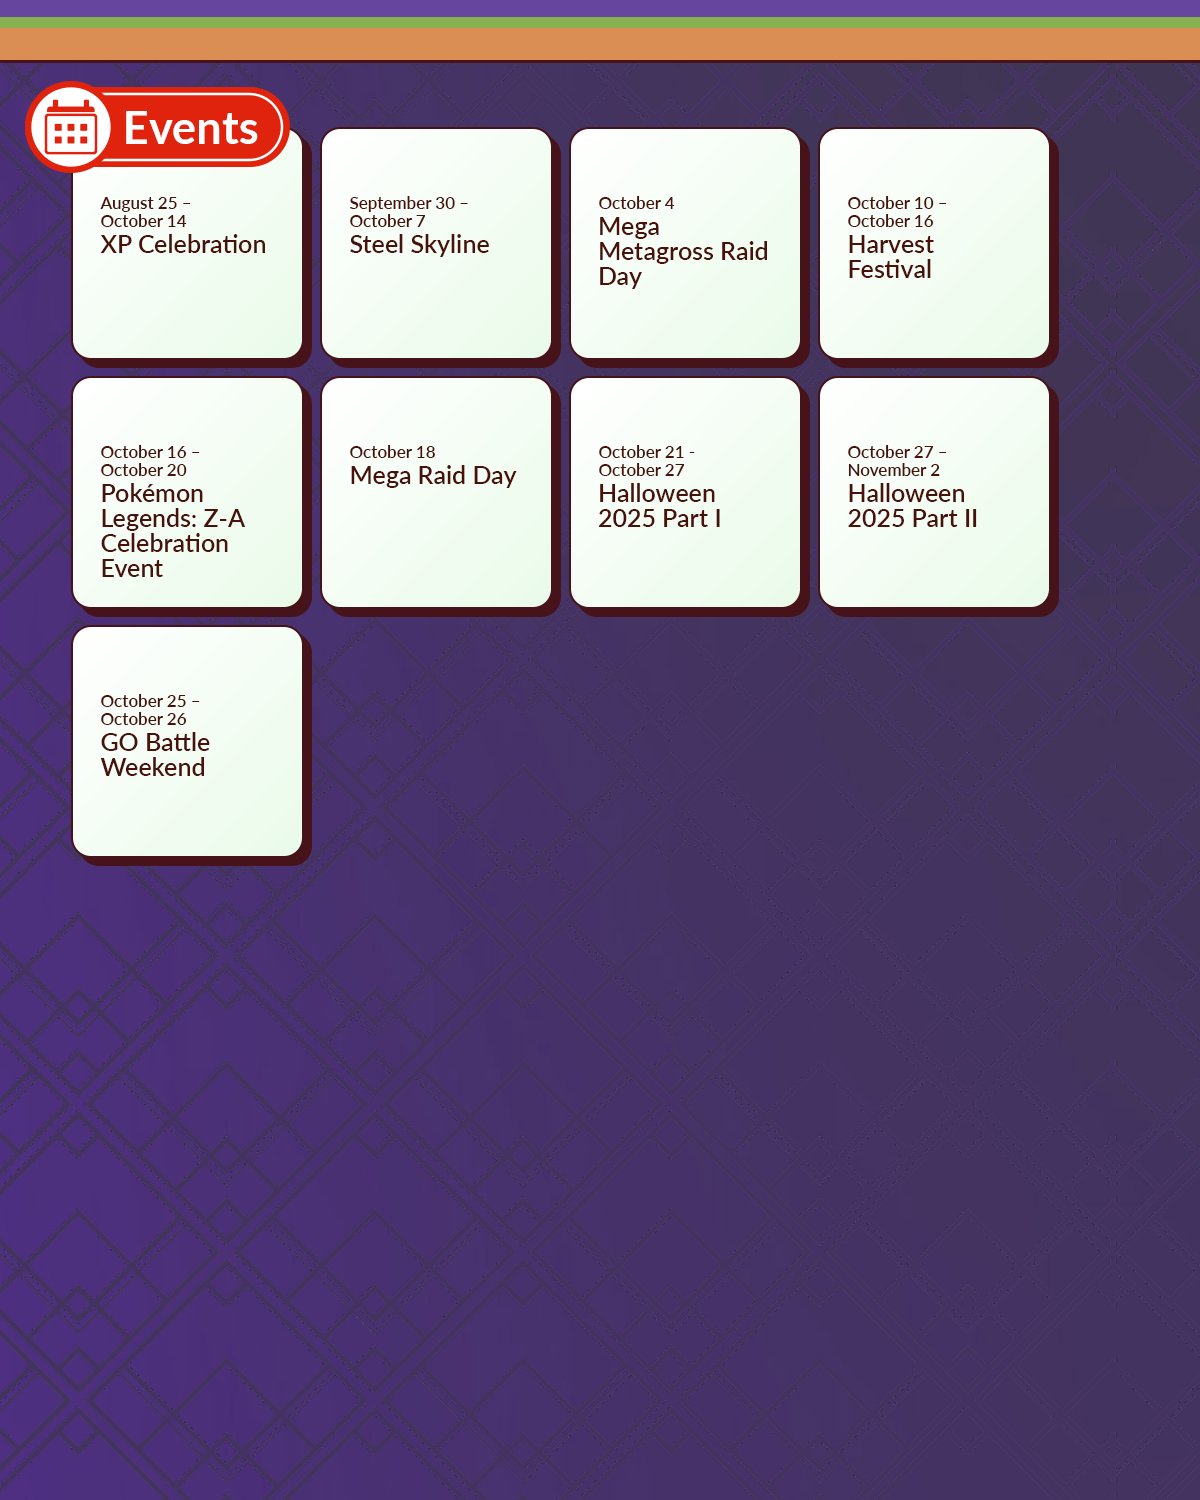 Events
August 25 –
October 14
XP Celebration
September 30 –
October 7
Steel Skyline
October 4
Mega
Metagross Raid
Day
October 10 –
October 16
Harvest
Festival
October 16 –
October 20
Pokémon
Legends: Z-A
Celebration
Event
October 18
Mega Raid Day
October 21 -
October 27
Halloween
2025 Part I
October 27 –
November 2
Halloween
2025 Part II
October 25 –
October 26
GO Battle
Weekend